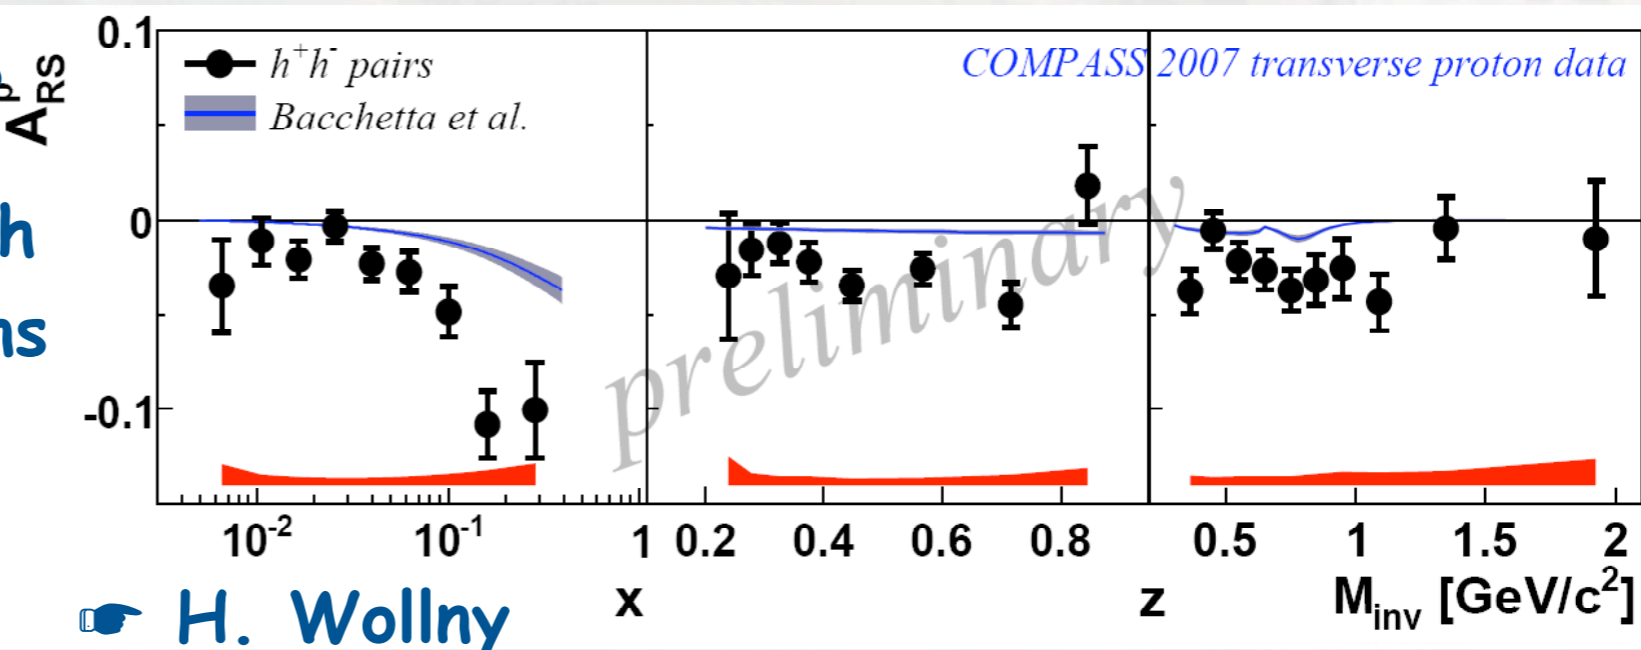 0.1
h⁺h⁻ pairs
COMPASS 2007 transverse proton data
Bacchetta et al.
A^p_RS
0
-0.1
preliminary
h
ns
10⁻² 10⁻¹ 1 0.2 0.4 0.6 0.8 0.5 1 1.5 2
x z M_inv [GeV/c²]
☞ H. Wollny